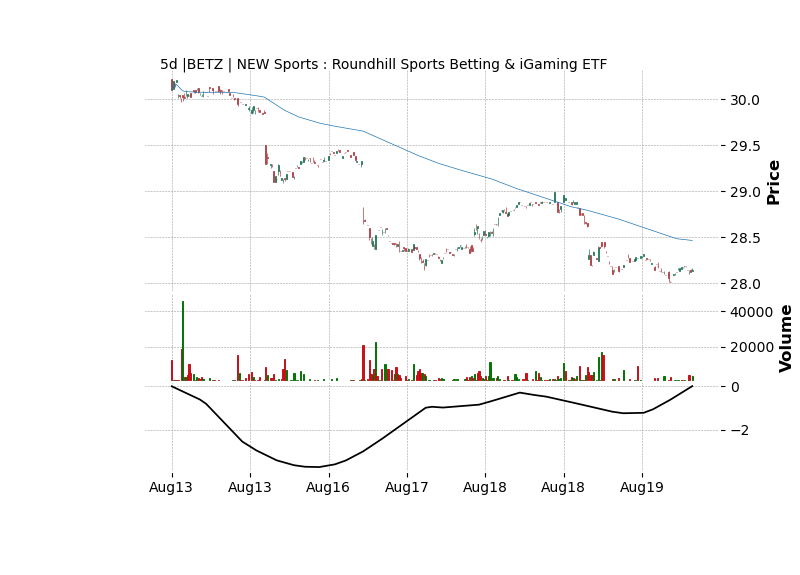 5d |BETZ | NEW Sports : Roundhill Sports Betting & iGaming ETF
30.0
29.5
29.0
28.5
28.0
Price
40000
20000
0
Volume
−2
Aug13 Aug13 Aug16 Aug17 Aug18 Aug18 Aug19